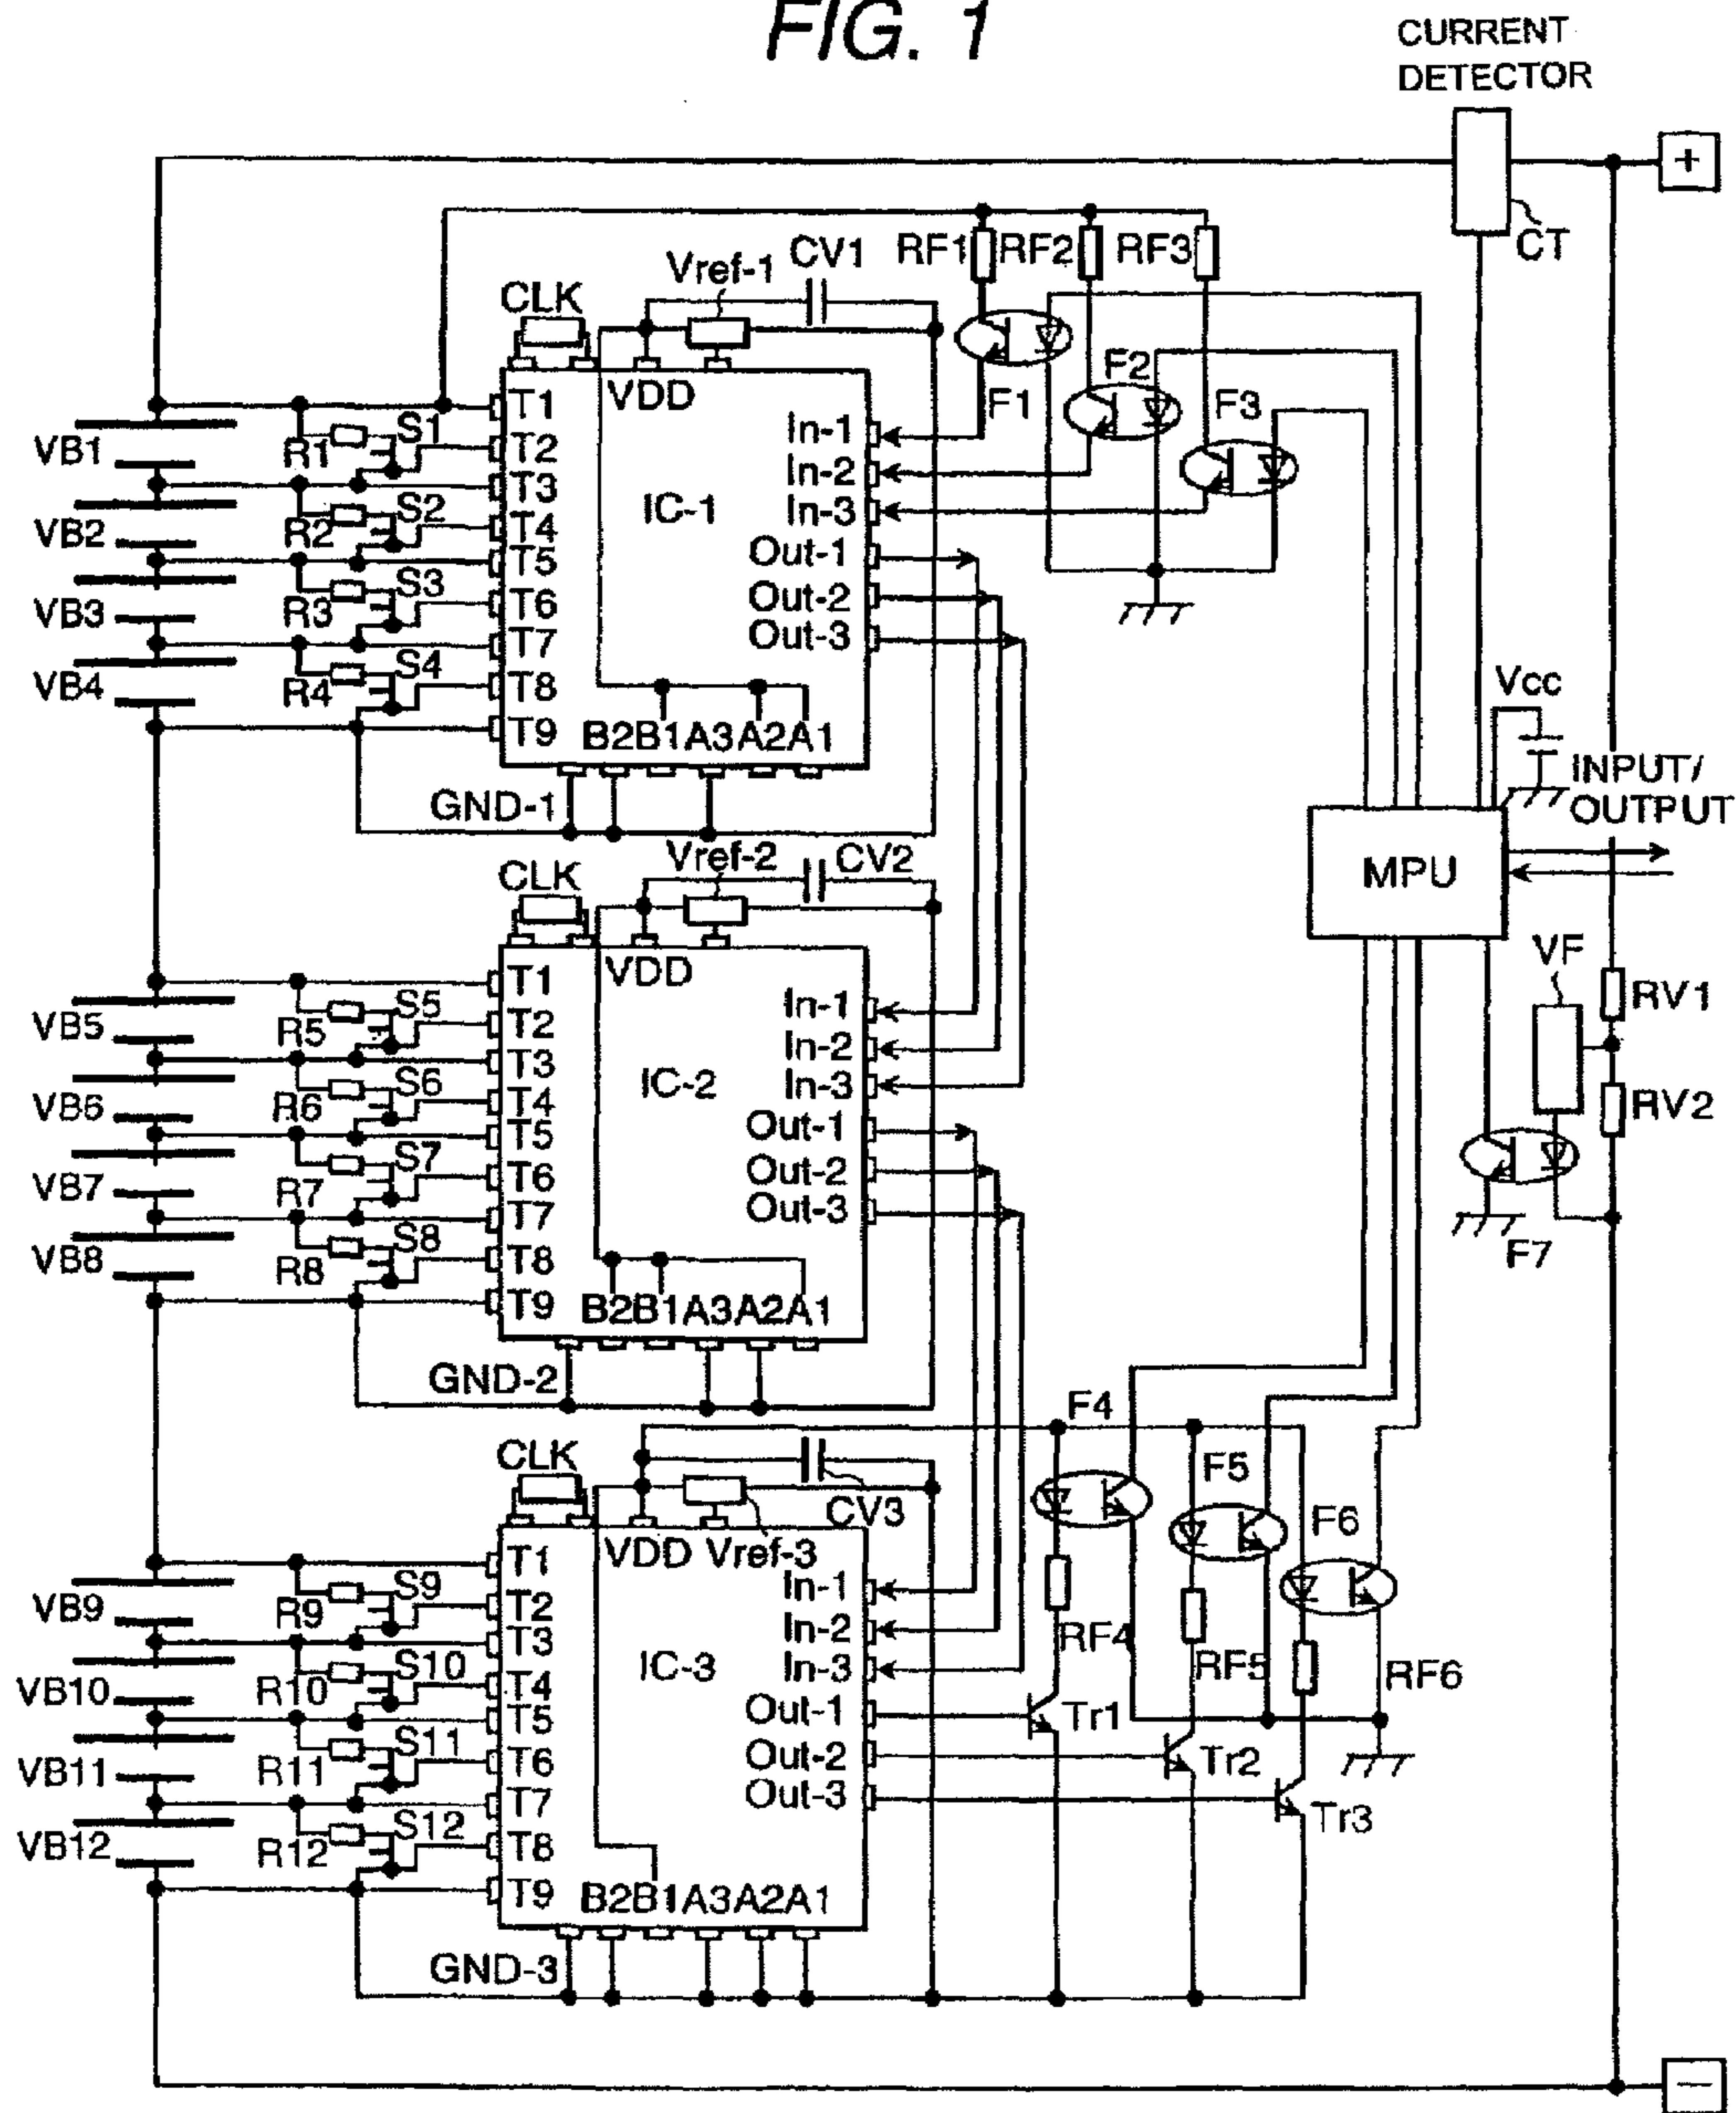 FIG. 1
CURRENT
DETECTOR
+
CT
RF1
RF2
RF3
CV1
Vref-1
CLK
F1
F2
F3
VDD
IC-1
T1
T2
T3
T4
T5
T6
T7
T8
T9
In-1
In-2
In-3
Out-1
Out-2
Out-3
B2B1A3A2A1
GND-1
VB1
VB2
VB3
VB4
R1
R2
R3
R4
S1
S2
S3
S4
Vcc
INPUT/
OUTPUT
MPU
VF
RV1
RV2
F7
Vref-2
CV2
CLK
VDD
IC-2
T1
T2
T3
T4
T5
T6
T7
T8
T9
In-1
In-2
In-3
Out-1
Out-2
Out-3
B2B1A3A2A1
GND-2
VB5
VB6
VB7
VB8
R5
R6
R7
R8
S5
S6
S7
S8
F4
F5
F6
RF4
RF5
RF6
Tr1
Tr2
Tr3
CLK
CV3
VDD
Vref-3
IC-3
T1
T2
T3
T4
T5
T6
T7
T8
T9
In-1
In-2
In-3
Out-1
Out-2
Out-3
B2B1A3A2A1
GND-3
VB9
VB10
VB11
VB12
R9
R10
R11
R12
S9
S10
S11
S12
−